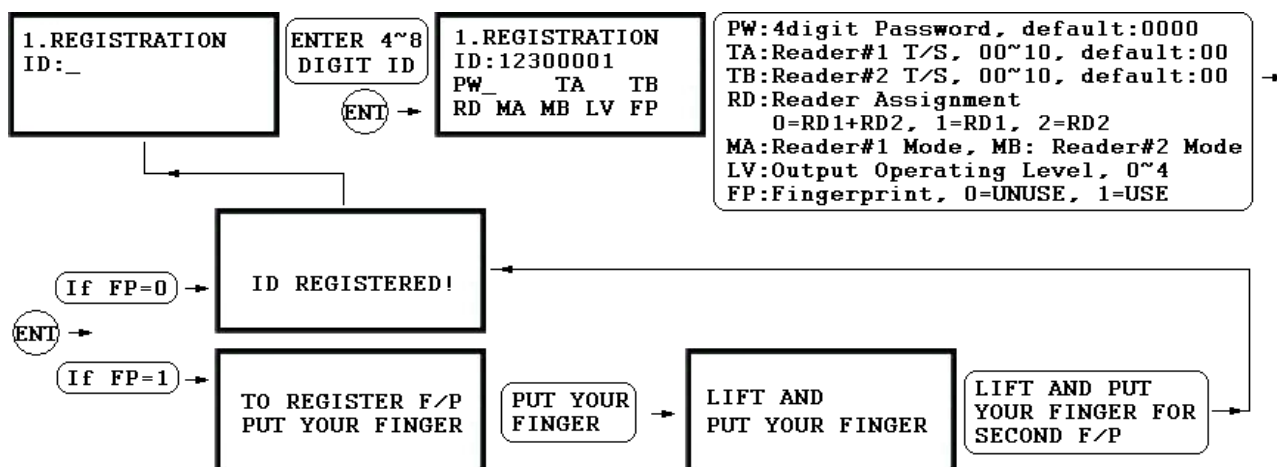 1.REGISTRATION
ID:_
ENTER 4~8
DIGIT ID
ENT
1.REGISTRATION
ID:12300001
PW_ TA TB
RD MA MB LV FP
PW:4digit Password, default:0000
TA:Reader#1 T/S, 00~10, default:00
TB:Reader#2 T/S, 00~10, default:00
RD:Reader Assignment
0=RD1+RD2, 1=RD1, 2=RD2
MA:Reader#1 Mode, MB: Reader#2 Mode
LV:Output Operating Level, 0~4
FP:Fingerprint, 0=UNUSE, 1=USE
If FP=0
ID REGISTERED!
ENT
If FP=1
TO REGISTER F/P
PUT YOUR FINGER
PUT YOUR
FINGER
LIFT AND
PUT YOUR FINGER
LIFT AND PUT
YOUR FINGER FOR
SECOND F/P